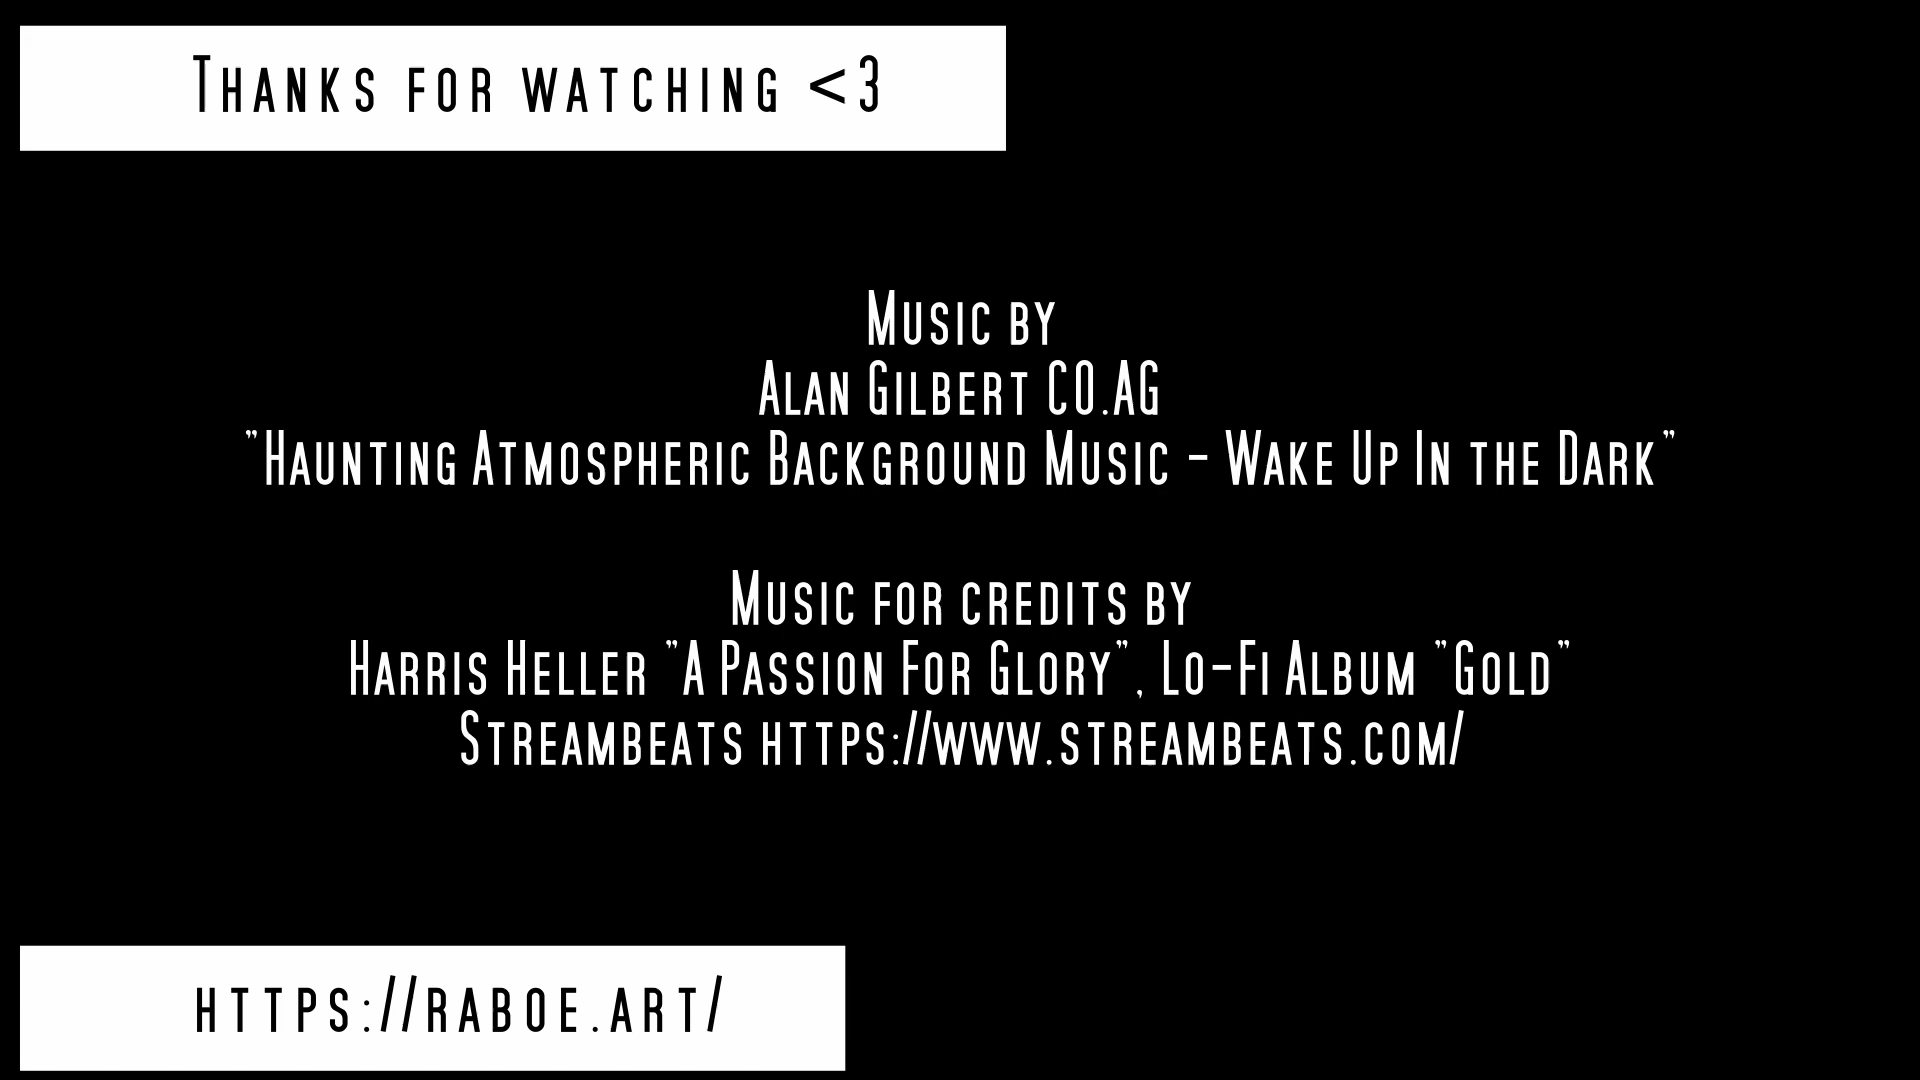 Thanks for watching <3
Music by
Alan Gilbert CO.AG
"Haunting Atmospheric Background Music - Wake Up In the Dark"
Music for credits by
Harris Heller "A Passion For Glory", Lo-Fi Album "Gold"
Streambeats https://www.streambeats.com/
https://raboe.art/